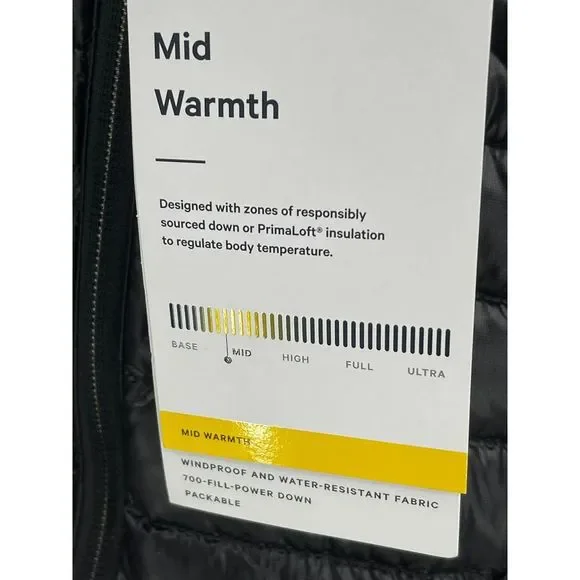 Mid
Warmth
Designed with zones of responsibly
sourced down or PrimaLoft® insulation
to regulate body temperature.
BASE MID HIGH FULL ULTRA
MID WARMTH
WINDPROOF AND WATER-RESISTANT FABRIC
700-FILL-POWER DOWN
PACKABLE